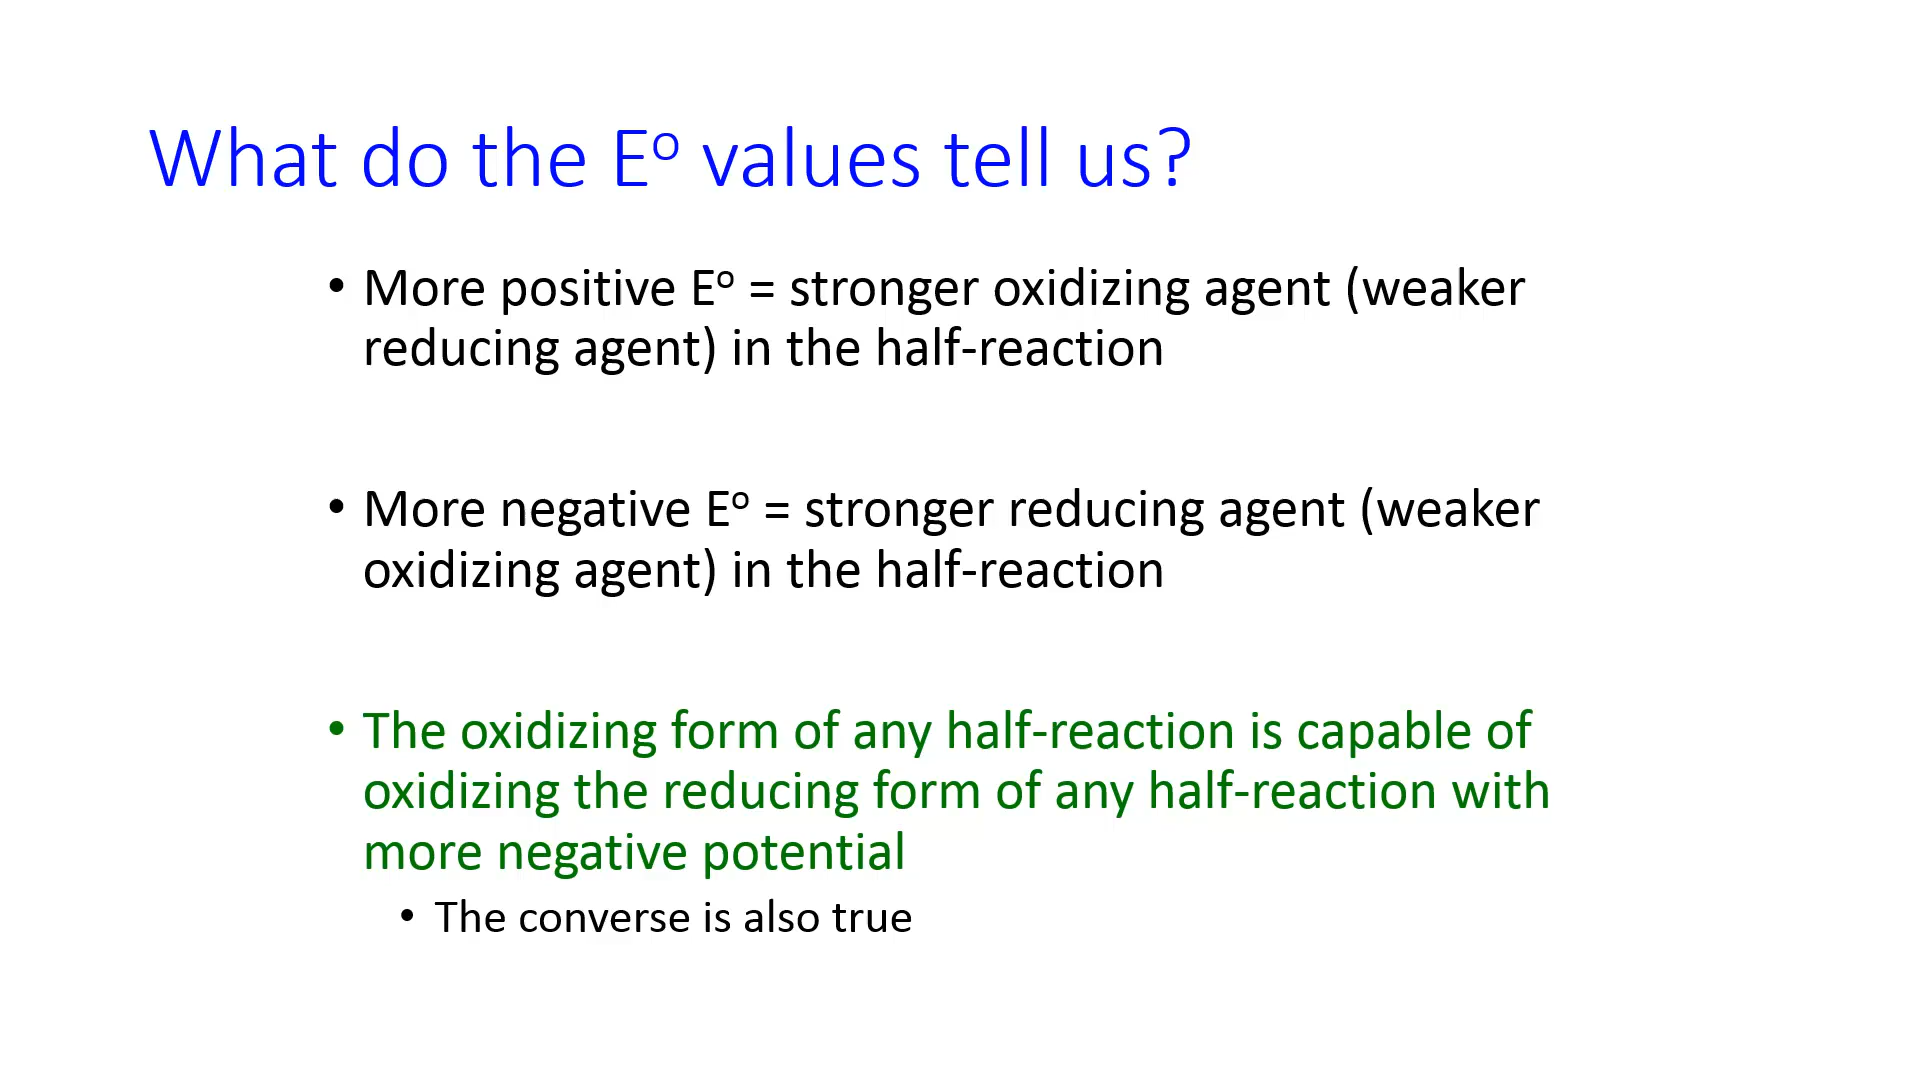 What do the Eº values tell us?
• More positive Eº = stronger oxidizing agent (weaker
reducing agent) in the half-reaction
• More negative Eº = stronger reducing agent (weaker
oxidizing agent) in the half-reaction
• The oxidizing form of any half-reaction is capable of
oxidizing the reducing form of any half-reaction with
more negative potential
• The converse is also true